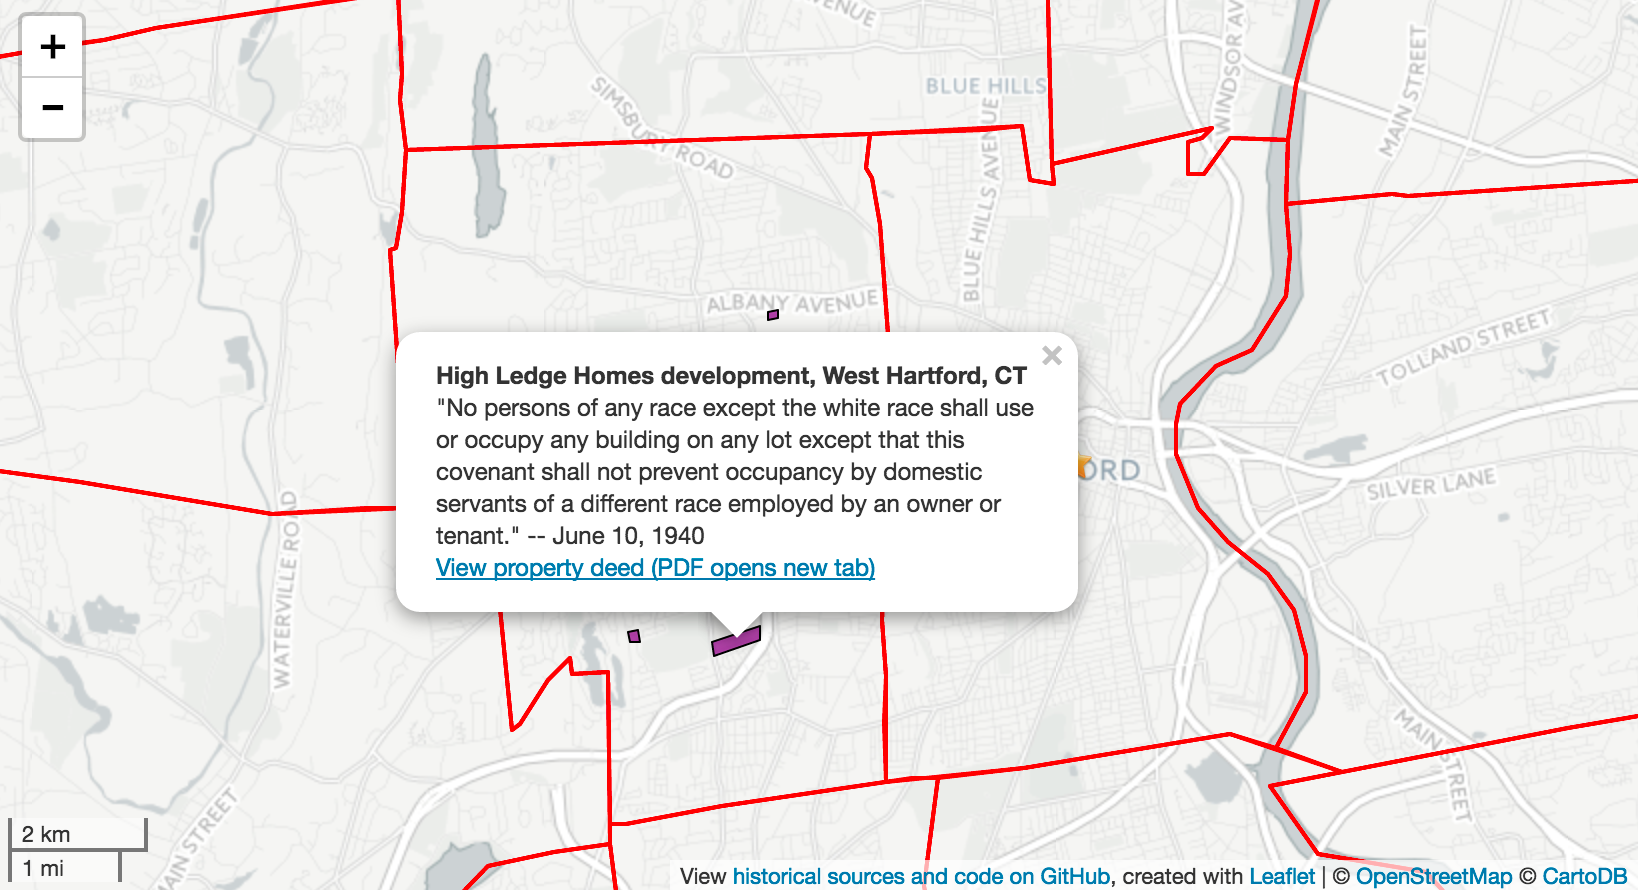 +
−
AVENUE
WINDSOR AV
MAIN STREET
BLUE HILLS
SIMSBURY ROAD
BLUE HILLS AVENUE
ALBANY AVENUE
TOLLAND STREET
×
High Ledge Homes development, West Hartford, CT
"No persons of any race except the white race shall use
or occupy any building on any lot except that this
covenant shall not prevent occupancy by domestic
servants of a different race employed by an owner or
tenant." -- June 10, 1940
View property deed (PDF opens new tab)
ORD
SILVER LANE
WATERVILLE ROAD
MAIN STREET
MAIN STREET
2 km
1 mi
View historical sources and code on GitHub, created with Leaflet | © OpenStreetMap © CartoDB